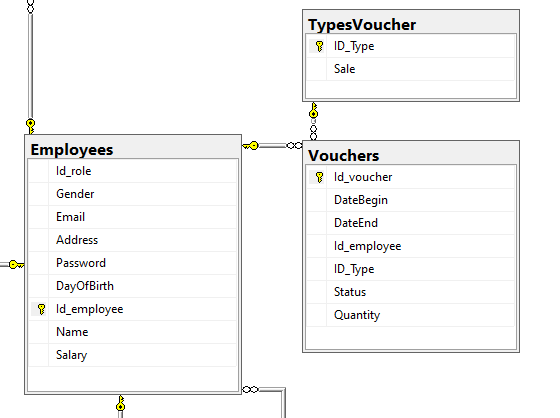 TypesVoucher
ID_Type
Sale
Employees
Id_role
Gender
Email
Address
Password
DayOfBirth
Id_employee
Name
Salary
Vouchers
Id_voucher
DateBegin
DateEnd
Id_employee
ID_Type
Status
Quantity